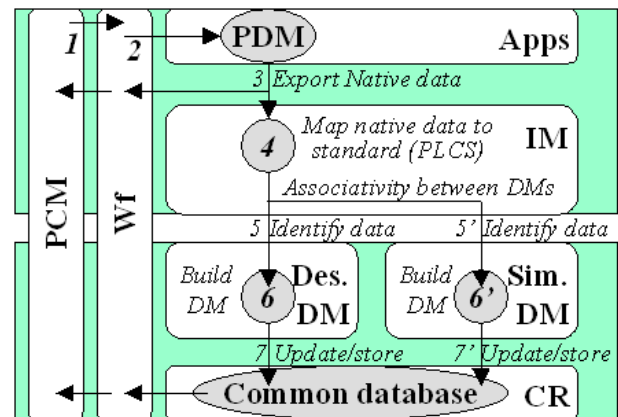 1
2
PDM
Apps
3 Export Native data
4
Map native data to
standard (PLCS)
IM
Associativity between DMs
PCM
Wf
5 Identify data
5' Identify data
Build
DM
6
Des.
DM
Build
DM
6'
Sim.
DM
7 Update/store
7' Update/store
Common database
CR